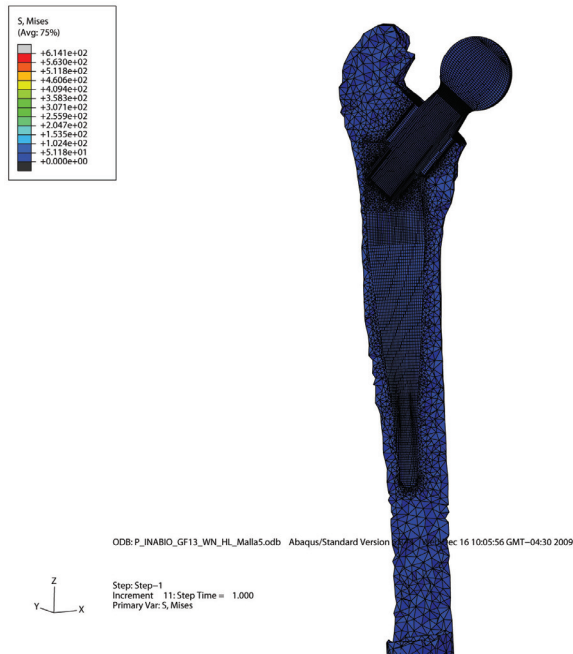 S, Mises
(Avg: 75%)
+6.141e+02
+5.630e+02
+5.118e+02
+4.606e+02
+4.094e+02
+3.583e+02
+3.071e+02
+2.559e+02
+2.047e+02
+1.535e+02
+1.024e+02
+5.118e+01
+0.000e+00
ODB: P_INABIO_GF13_WN_HL_Malla5.odb Abaqus/Standard Version ec 16 10:05:56 GMT−04:30 2009
Z
Y
X
Step: Step−1
Increment 11: Step Time = 1.000
Primary Var: S, Mises